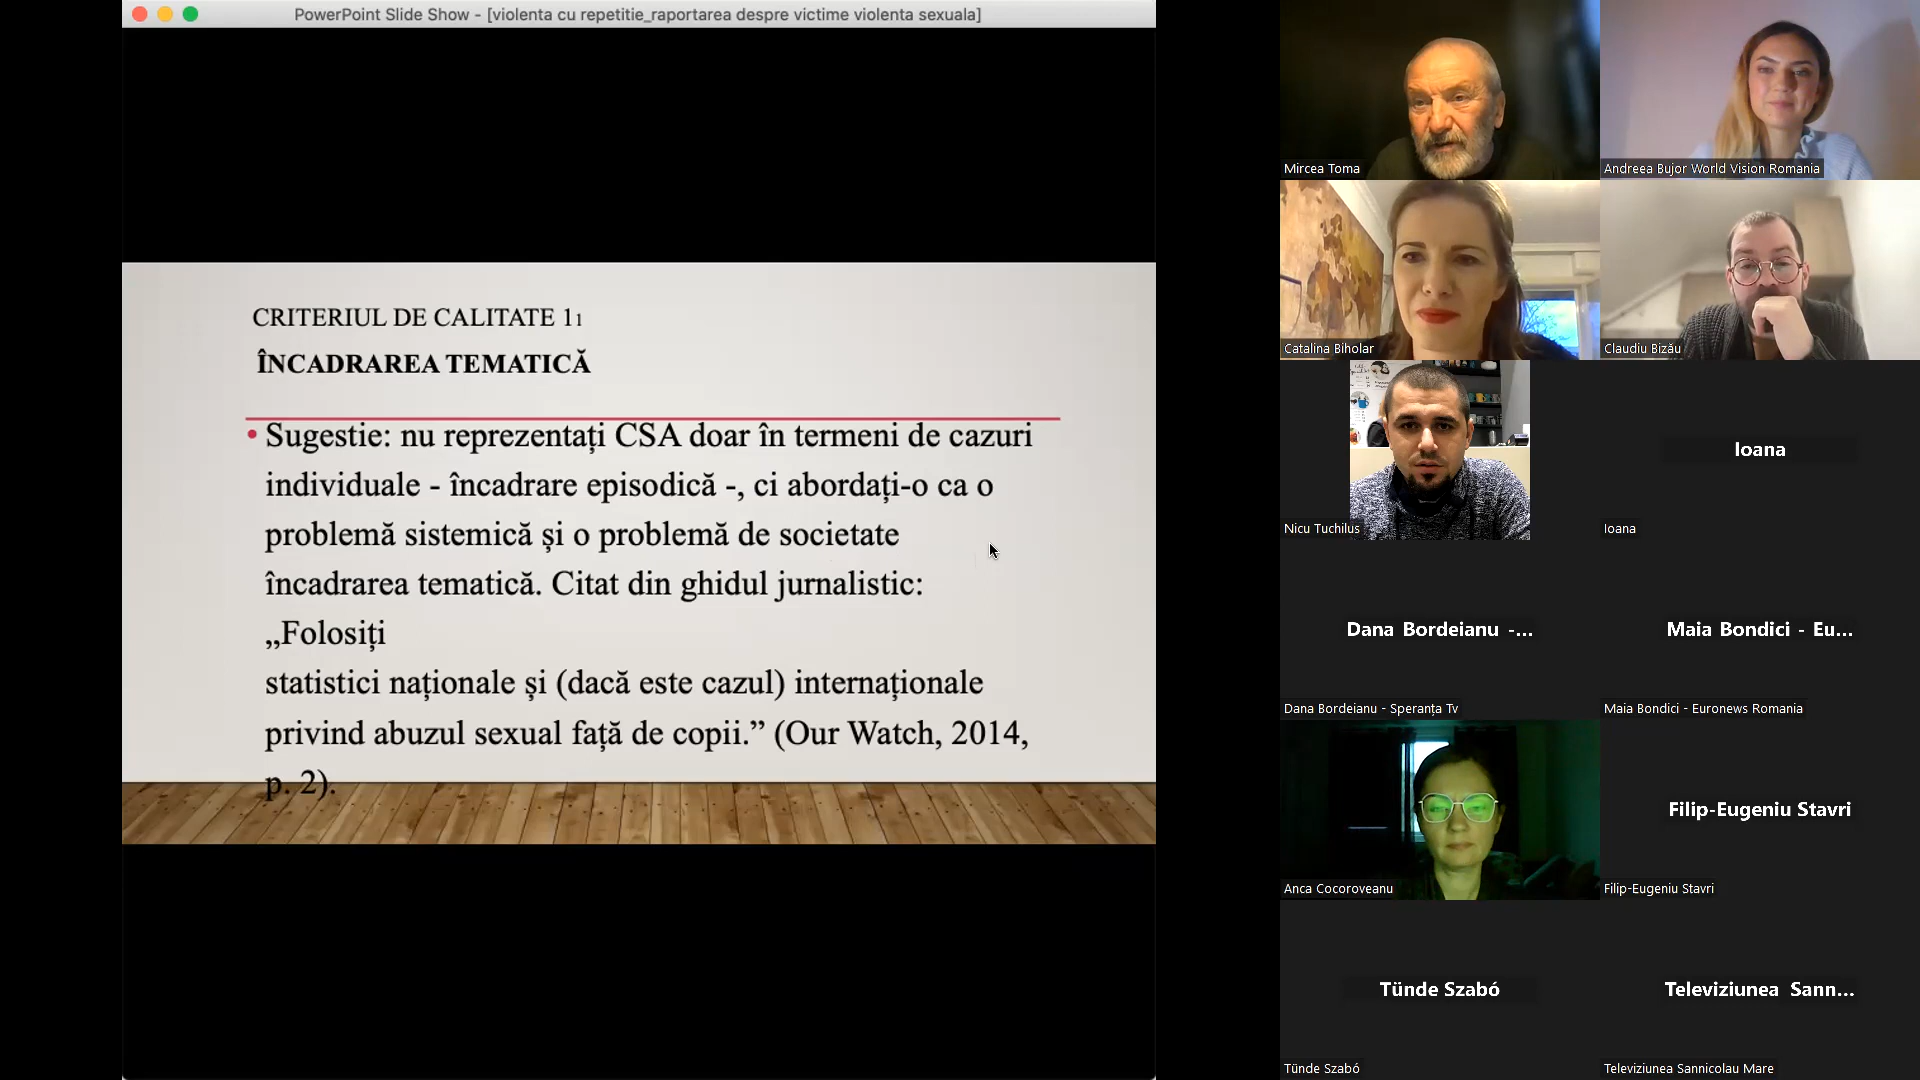 PowerPoint Slide Show - [violenta cu repetitie_raportarea despre victime violenta sexuala]
CRITERIUL DE CALITATE 11
ÎNCADRAREA TEMATICĂ
• Sugestie: nu reprezentați CSA doar în termeni de cazuri
individuale - încadrare episodică -, ci abordați-o ca o
problemă sistemică și o problemă de societate
încadrarea tematică. Citat din ghidul jurnalistic:
„Folosiți
statistici naționale și (dacă este cazul) internaționale
privind abuzul sexual față de copii.” (Our Watch, 2014,
p. 2).
Mircea Toma
Andreea Bujor World Vision Romania
Catalina Biholar
Claudiu Bizău
Nicu Tuchilus
Ioana
Ioana
Dana Bordeianu -...
Dana Bordeianu - Speranța Tv
Maia Bondici - Eu...
Maia Bondici - Euronews Romania
Anca Cocoroveanu
Filip-Eugeniu Stavri
Filip-Eugeniu Stavri
Tünde Szabó
Tünde Szabó
Televiziunea Sann...
Televiziunea Sannicolau Mare